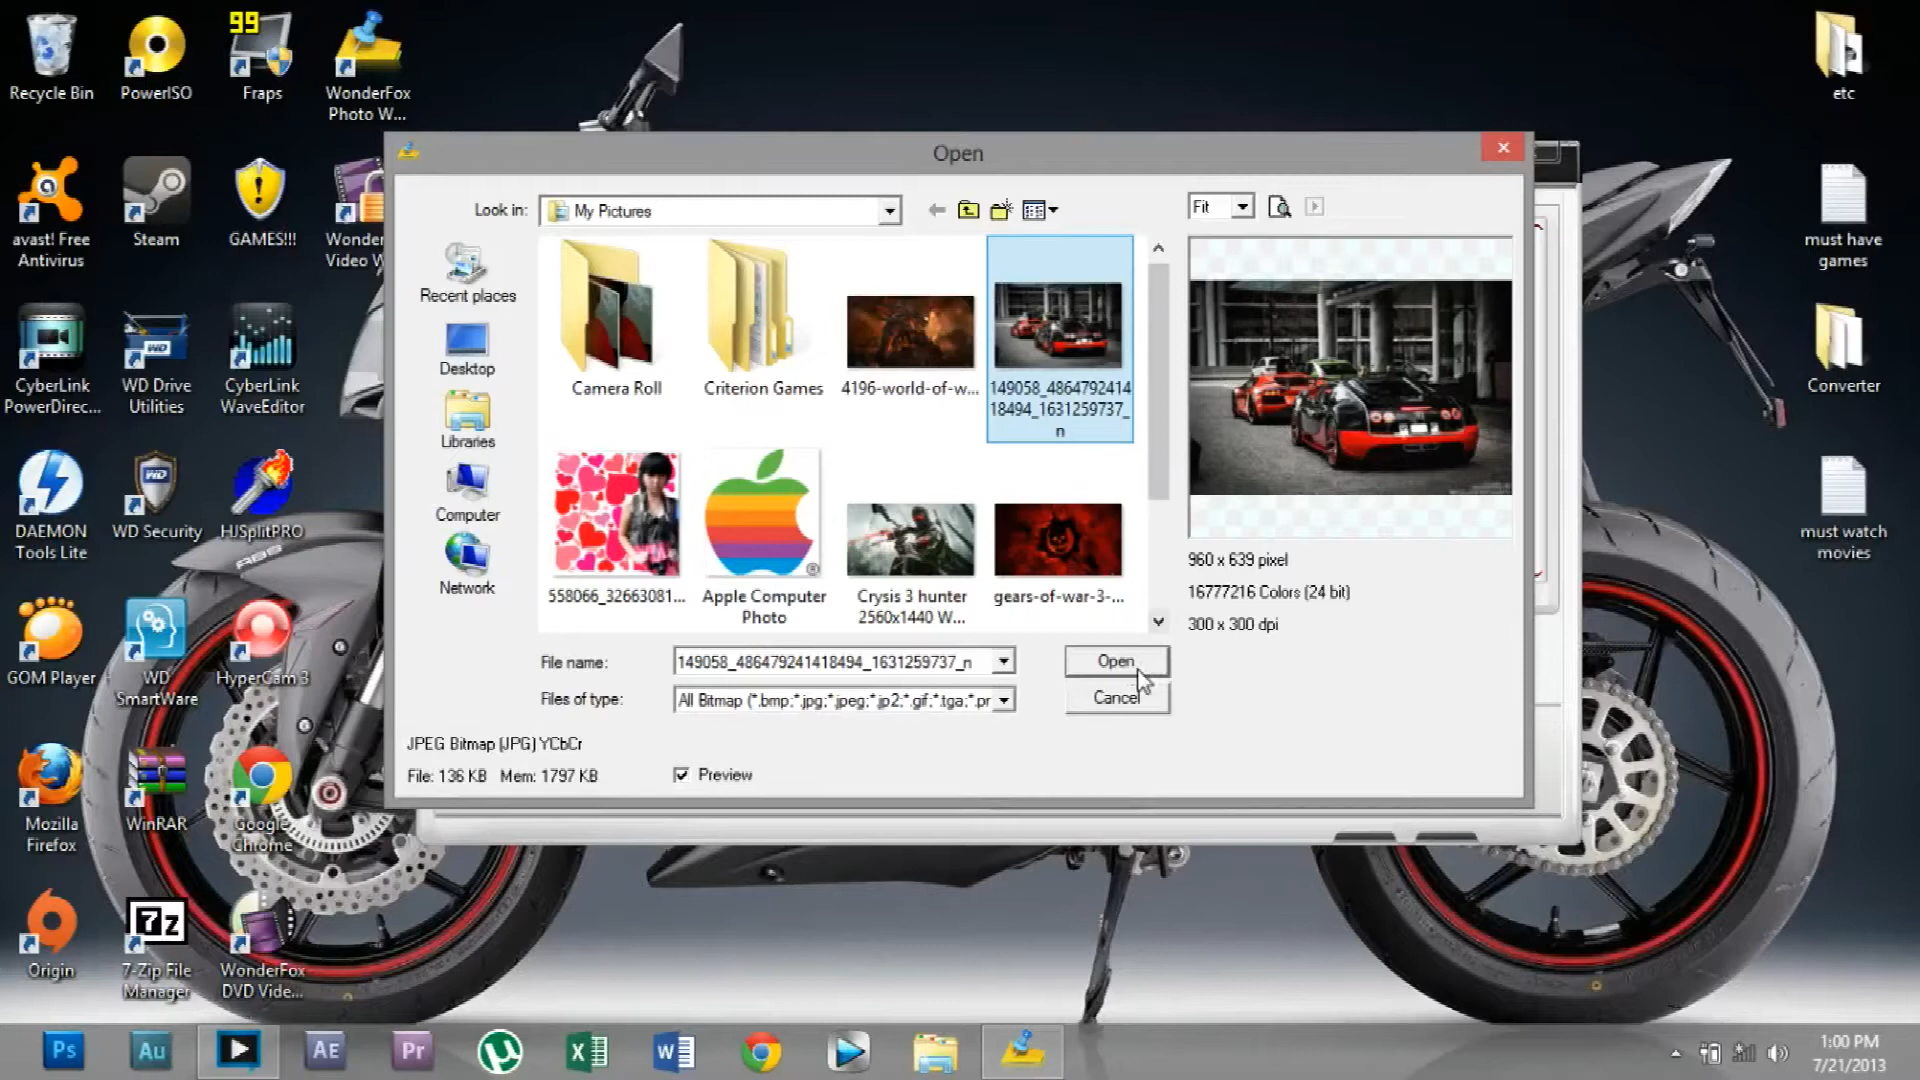 99
Recycle Bin
PowerISO
Fraps
WonderFox
Photo W...
etc
Open
Look in:
My Pictures
Fit
avast! Free
Antivirus
Steam
GAMES!!!
Wonder
Video W
must have
games
Recent places
Desktop
Libraries
Computer
Network
Camera Roll
Criterion Games
4196-world-of-w...
149058_4864792414
18494_1631259737_
n
CyberLink
PowerDirec...
WD
WD Drive
Utilities
CyberLink
WaveEditor
Converter
558066_32663081...
Apple Computer
Photo
Crysis 3 hunter
2560x1440 W...
gears-of-war-3-...
960 x 639 pixel
16777216 Colors (24 bit)
300 x 300 dpi
DAEMON
Tools Lite
WD
WD Security
HJSplitPRO
ABS
must watch
movies
File name:
149058_486479241418494_1631259737_n
Open
Files of type:
All Bitmap (*.bmp;*.jpg;*.jpeg;*.jp2;*.gif;*.tga;*.pr
Cancel
GOM Player
WD
SmartWare
HyperCam 3
JPEG Bitmap (JPG) YCbCr
File: 136 KB Mem: 1797 KB
Preview
Mozilla
Firefox
WinRAR
Google
Chrome
Origin
7z
7-Zip File
Manager
WonderFox
DVD Vide...
Ps
Au
AE
Pr
µ
X
W
1:00 PM
7/21/2013